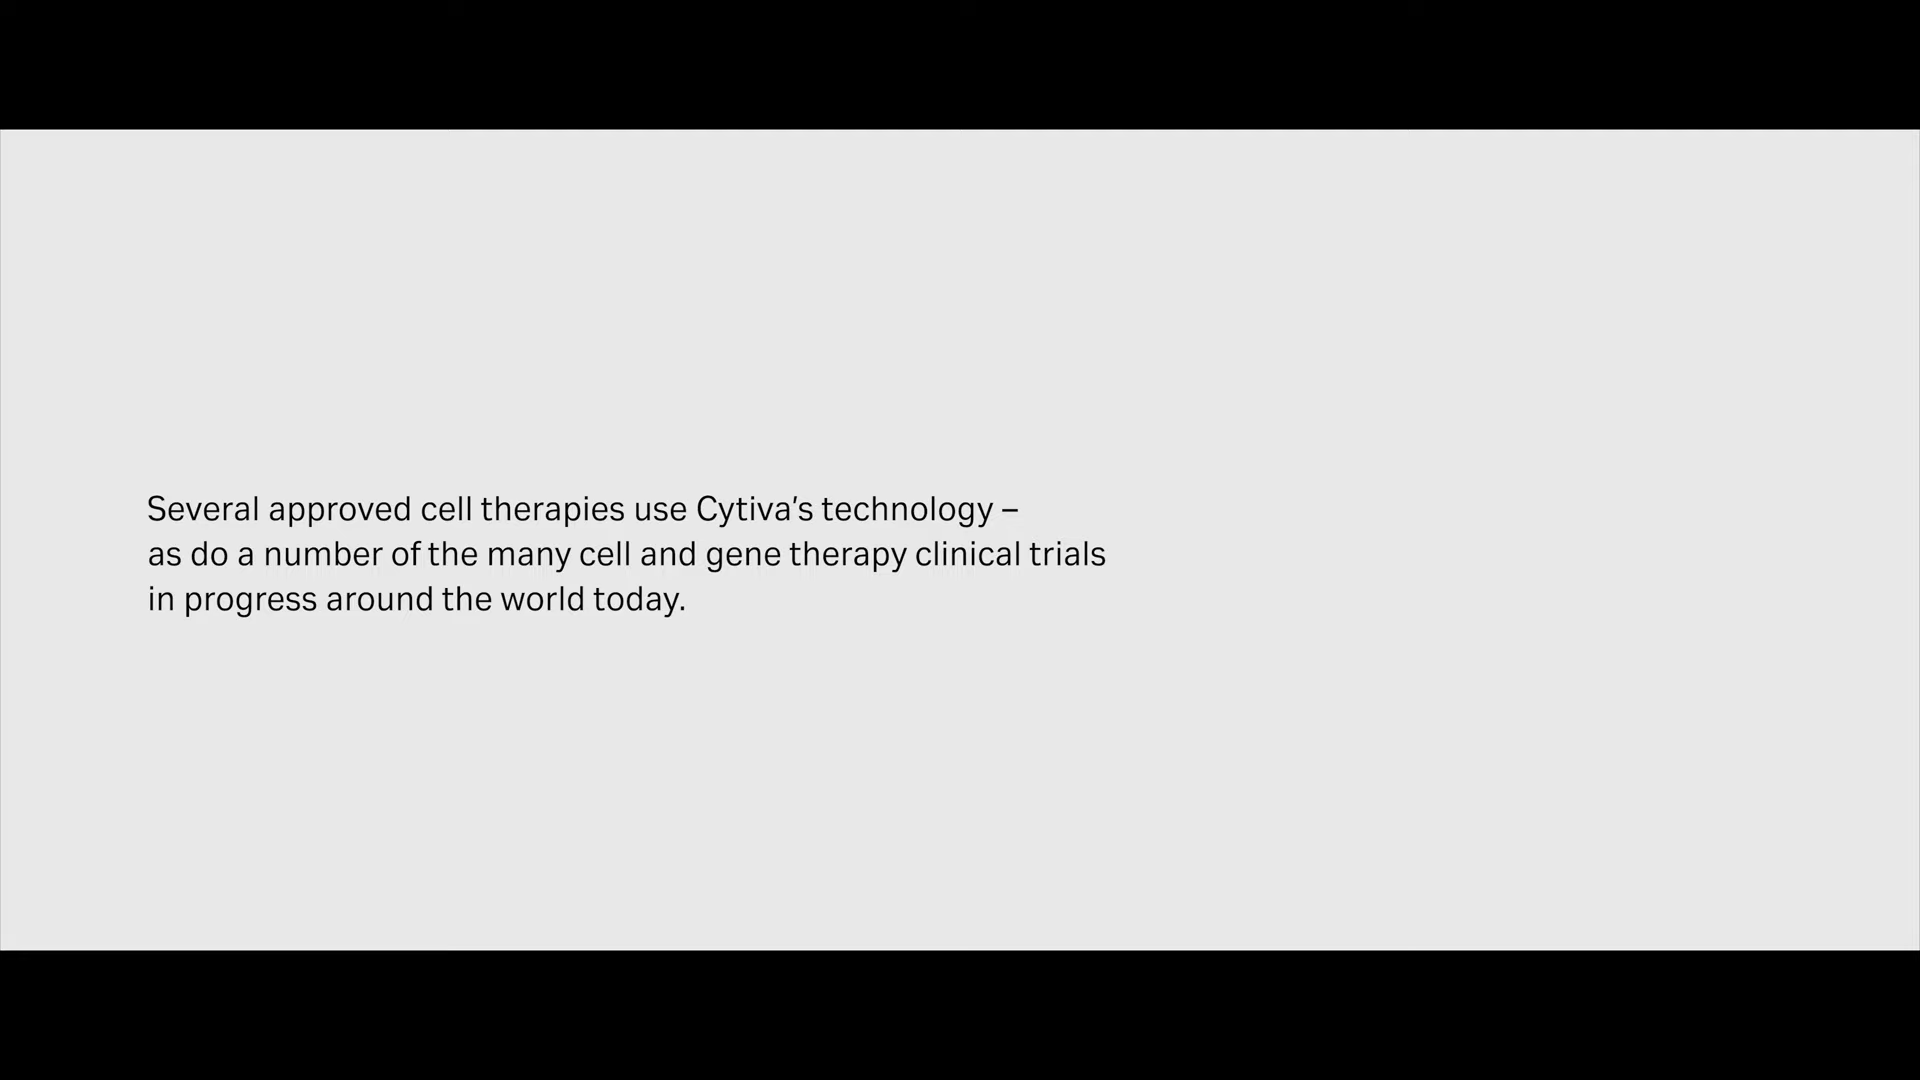 Several approved cell therapies use Cytiva's technology –
as do a number of the many cell and gene therapy clinical trials
in progress around the world today.